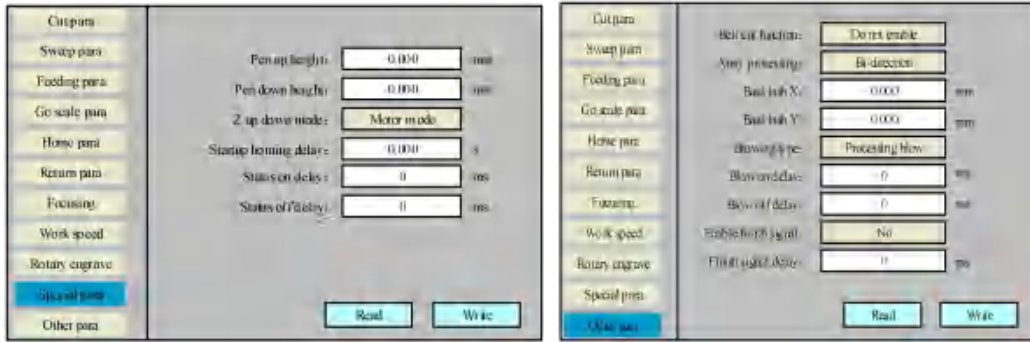 Cut para
Sweep para
Feeding para
Go scale para
Home para
Return para
Focusing
Work speed
Rotary engrave
Special para
Other para
Pen up height: 0.000 mm
Pen down height: 0.000 mm
Z up down mode: Motor mode
Startup homing delay: 0.000 s
Status on delay: 0 ms
Status off delay: 0 ms
Read Write
Cut para
Sweep para
Feeding para
Go scale para
Home para
Return para
Focusing
Work speed
Rotary engrave
Special para
Other para
Belt cut function: Do not enable
Array processing: Bi-direction
Back lash X: 0.000 mm
Back lash Y: 0.000 mm
Blowing type: Processing blow
Blow on delay: 0 ms
Blow off delay: 0 ms
Enable finish signal: No
Finish signal delay: 0 ms
Read Write